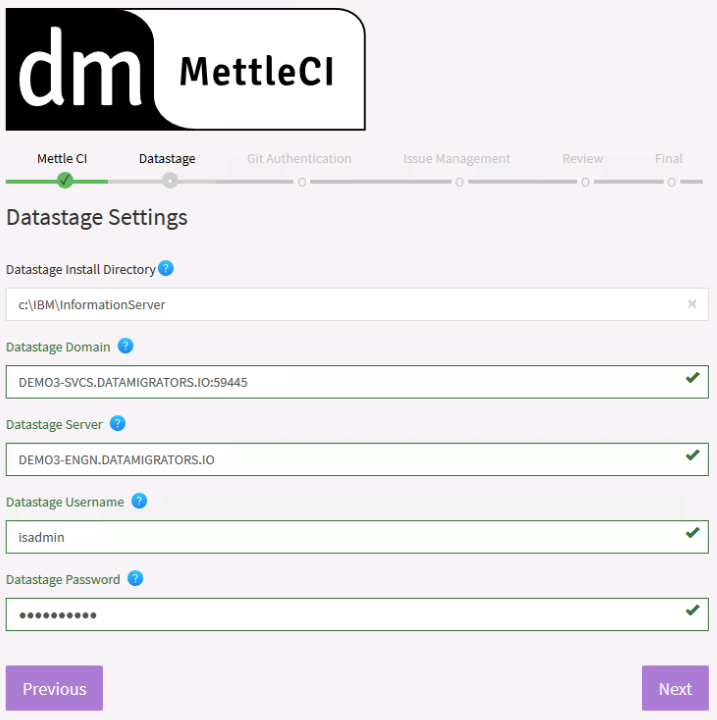 dm MettleCI
Mettle CI Datastage Git Authentication Issue Management Review Final
Datastage Settings
Datastage Install Directory ?
c:\IBM\InformationServer
Datastage Domain ?
DEMO3-SVCS.DATAMIGRATORS.IO:59445
Datastage Server ?
DEMO3-ENGN.DATAMIGRATORS.IO
Datastage Username ?
isadmin
Datastage Password ?
●●●●●●●●●●
Previous Next